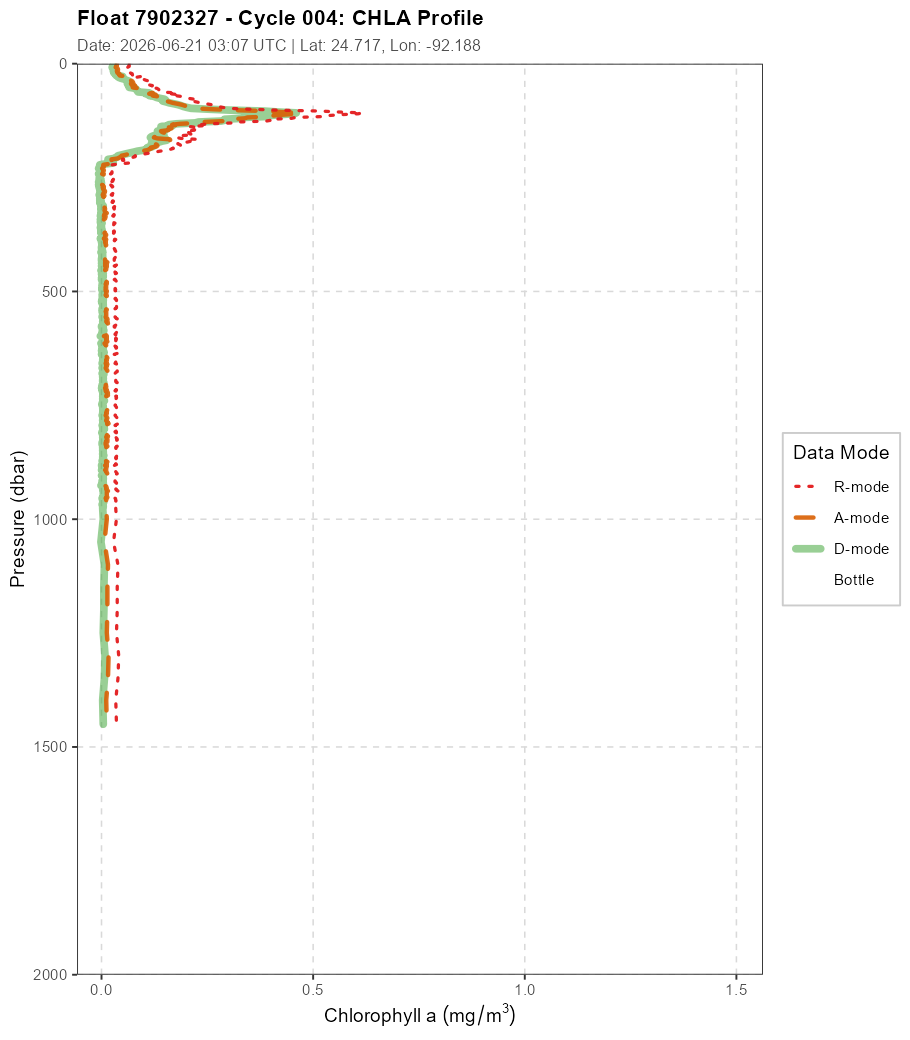 Float 7902327 - Cycle 004: CHLA Profile
Date: 2026-06-21 03:07 UTC | Lat: 24.717, Lon: -92.188
0
500
1000
1500
2000
Pressure (dbar)
0.0 0.5 1.0 1.5
Chlorophyll a (mg/m³)
Data Mode
R-mode
A-mode
D-mode
Bottle